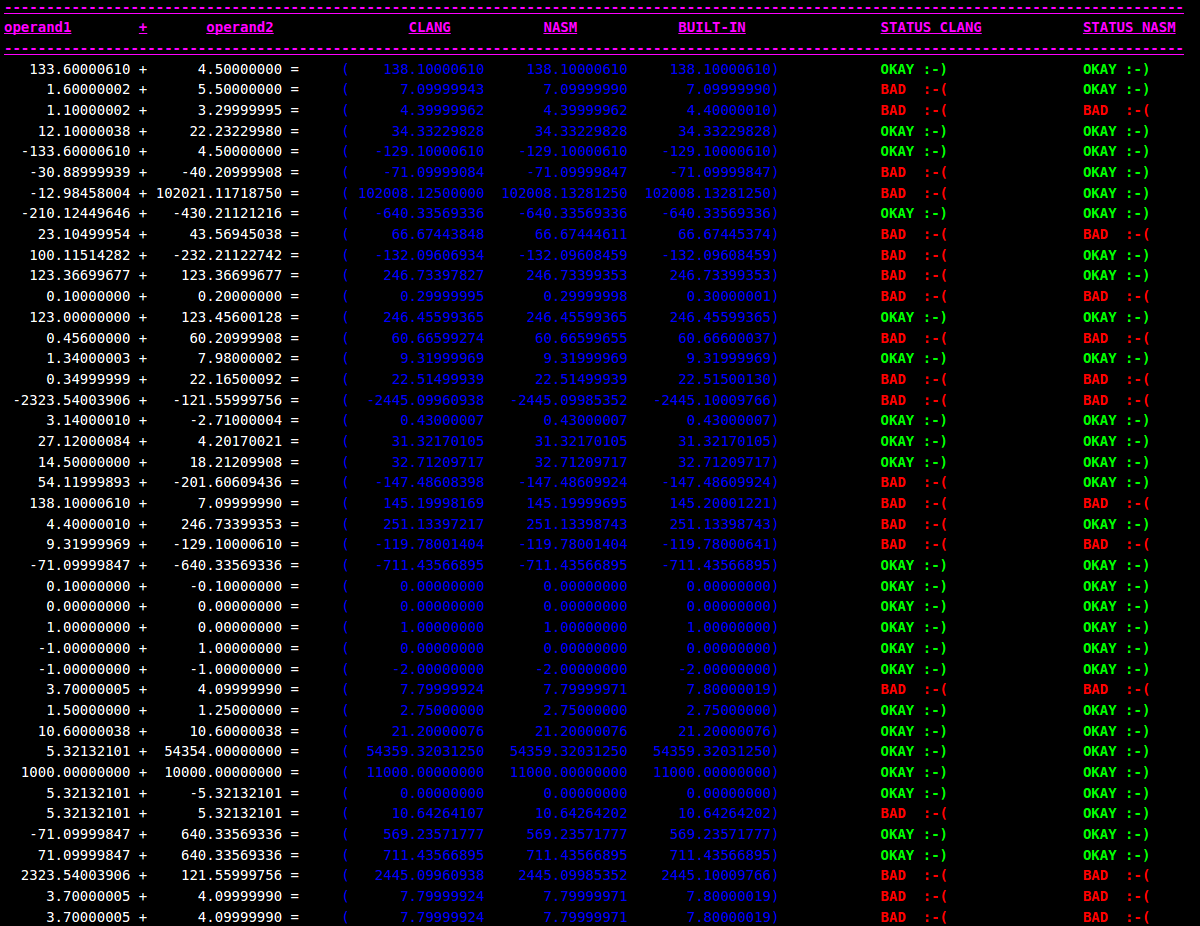 operand1 + operand2 CLANG NASM BUILT-IN STATUS CLANG STATUS NASM
133.60000610 + 4.50000000 = ( 138.10000610 138.10000610 138.10000610) OKAY :-) OKAY :-)
1.60000002 + 5.50000000 = ( 7.09999943 7.09999990 7.09999990) BAD :-( OKAY :-)
1.10000002 + 3.29999995 = ( 4.39999962 4.39999962 4.40000010) BAD :-( BAD :-(
12.10000038 + 22.23229980 = ( 34.33229828 34.33229828 34.33229828) OKAY :-) OKAY :-)
-133.60000610 + 4.50000000 = ( -129.10000610 -129.10000610 -129.10000610) OKAY :-) OKAY :-)
-30.88999939 + -40.20999908 = ( -71.09999084 -71.09999847 -71.09999847) BAD :-( OKAY :-)
-12.98458004 + 102021.11718750 = ( 102008.12500000 102008.13281250 102008.13281250) BAD :-( OKAY :-)
-210.12449646 + -430.21121216 = ( -640.33569336 -640.33569336 -640.33569336) OKAY :-) OKAY :-)
23.10499954 + 43.56945038 = ( 66.67443848 66.67444611 66.67445374) BAD :-( BAD :-(
100.11514282 + -232.21122742 = ( -132.09606934 -132.09608459 -132.09608459) BAD :-( OKAY :-)
123.36699677 + 123.36699677 = ( 246.73397827 246.73399353 246.73399353) BAD :-( OKAY :-)
0.10000000 + 0.20000000 = ( 0.29999995 0.29999998 0.30000001) BAD :-( BAD :-(
123.00000000 + 123.45600128 = ( 246.45599365 246.45599365 246.45599365) OKAY :-) OKAY :-)
0.45600000 + 60.20999908 = ( 60.66599274 60.66599655 60.66600037) BAD :-( BAD :-(
1.34000003 + 7.98000002 = ( 9.31999969 9.31999969 9.31999969) OKAY :-) OKAY :-)
0.34999999 + 22.16500092 = ( 22.51499939 22.51499939 22.51500130) BAD :-( BAD :-(
-2323.54003906 + -121.55999756 = ( -2445.09960938 -2445.09985352 -2445.10009766) BAD :-( BAD :-(
3.14000010 + -2.71000004 = ( 0.43000007 0.43000007 0.43000007) OKAY :-) OKAY :-)
27.12000084 + 4.20170021 = ( 31.32170105 31.32170105 31.32170105) OKAY :-) OKAY :-)
14.50000000 + 18.21209908 = ( 32.71209717 32.71209717 32.71209717) OKAY :-) OKAY :-)
54.11999893 + -201.60609436 = ( -147.48608398 -147.48609924 -147.48609924) BAD :-( OKAY :-)
138.10000610 + 7.09999990 = ( 145.19998169 145.19999695 145.20001221) BAD :-( BAD :-(
4.40000010 + 246.73399353 = ( 251.13397217 251.13398743 251.13398743) BAD :-( OKAY :-)
9.31999969 + -129.10000610 = ( -119.78001404 -119.78001404 -119.78000641) BAD :-( BAD :-(
-71.09999847 + -640.33569336 = ( -711.43566895 -711.43566895 -711.43566895) OKAY :-) OKAY :-)
0.10000000 + -0.10000000 = ( 0.00000000 0.00000000 0.00000000) OKAY :-) OKAY :-)
0.00000000 + 0.00000000 = ( 0.00000000 0.00000000 0.00000000) OKAY :-) OKAY :-)
1.00000000 + 0.00000000 = ( 1.00000000 1.00000000 1.00000000) OKAY :-) OKAY :-)
-1.00000000 + 1.00000000 = ( 0.00000000 0.00000000 0.00000000) OKAY :-) OKAY :-)
-1.00000000 + -1.00000000 = ( -2.00000000 -2.00000000 -2.00000000) OKAY :-) OKAY :-)
3.70000005 + 4.09999990 = ( 7.79999924 7.79999971 7.80000019) BAD :-( BAD :-(
1.50000000 + 1.25000000 = ( 2.75000000 2.75000000 2.75000000) OKAY :-) OKAY :-)
10.60000038 + 10.60000038 = ( 21.20000076 21.20000076 21.20000076) OKAY :-) OKAY :-)
5.32132101 + 54354.00000000 = ( 54359.32031250 54359.32031250 54359.32031250) OKAY :-) OKAY :-)
1000.00000000 + 10000.00000000 = ( 11000.00000000 11000.00000000 11000.00000000) OKAY :-) OKAY :-)
5.32132101 + -5.32132101 = ( 0.00000000 0.00000000 0.00000000) OKAY :-) OKAY :-)
5.32132101 + 5.32132101 = ( 10.64264107 10.64264202 10.64264202) BAD :-( OKAY :-)
-71.09999847 + 640.33569336 = ( 569.23571777 569.23571777 569.23571777) OKAY :-) OKAY :-)
71.09999847 + 640.33569336 = ( 711.43566895 711.43566895 711.43566895) OKAY :-) OKAY :-)
2323.54003906 + 121.55999756 = ( 2445.09960938 2445.09985352 2445.10009766) BAD :-( BAD :-(
3.70000005 + 4.09999990 = ( 7.79999924 7.79999971 7.80000019) BAD :-( BAD :-(
3.70000005 + 4.09999990 = ( 7.79999924 7.79999971 7.80000019) BAD :-( BAD :-(